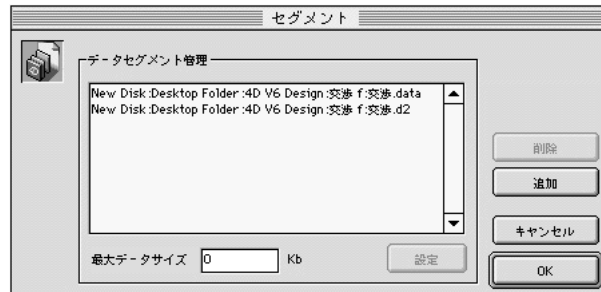 セグメント
データセグメント管理
New Disk:Desktop Folder:4D V6 Design:交渉 f:交渉.data
New Disk:Desktop Folder:4D V6 Design:交渉 f:交渉.d2
削除
追加
キャンセル
最大データサイズ 0 Kb 設定
OK